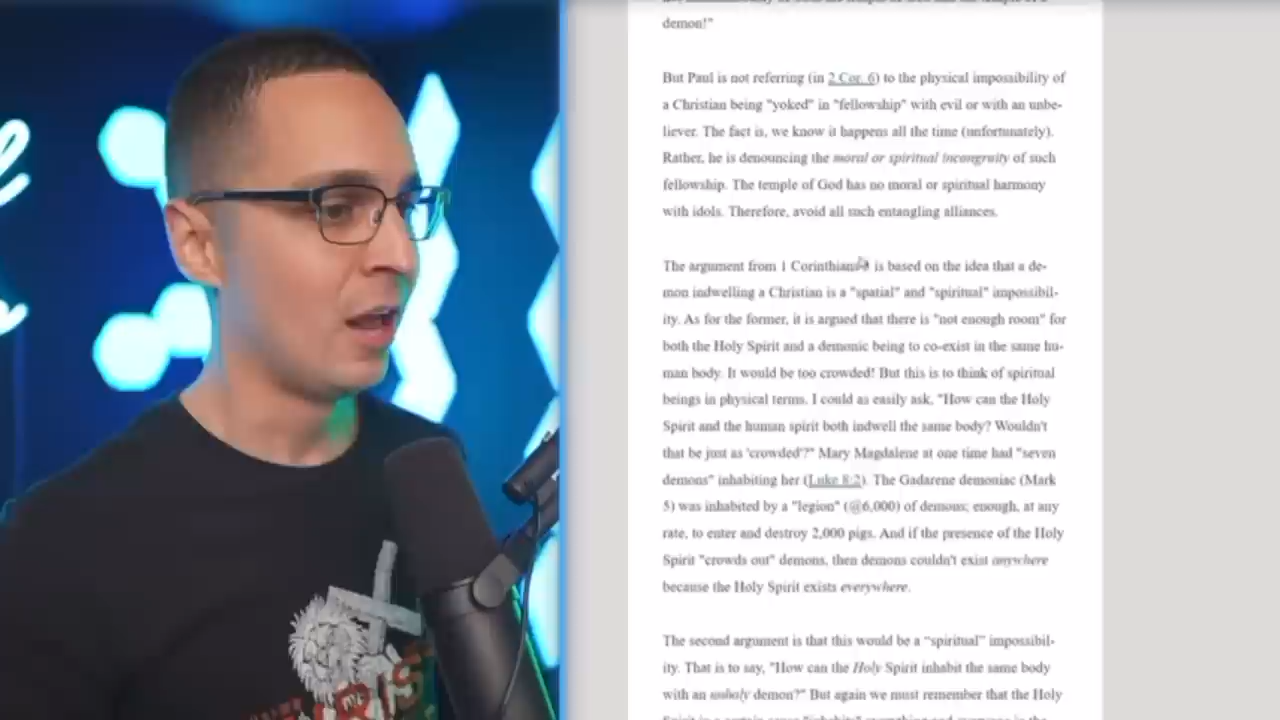 demon!"
But Paul is not referring (in 2 Cor. 6) to the physical impossibility of
a Christian being "yoked" in "fellowship" with evil or with an unbe-
liever. The fact is, we know it happens all the time (unfortunately).
Rather, he is denouncing the moral or spiritual incongruity of such
fellowship. The temple of God has no moral or spiritual harmony
with idols. Therefore, avoid all such entangling alliances.
The argument from 1 Corinthians is based on the idea that a de-
mon indwelling a Christian is a "spatial" and "spiritual" impossibil-
ity. As for the former, it is argued that there is "not enough room" for
both the Holy Spirit and a demonic being to co-exist in the same hu-
man body. It would be too crowded! But this is to think of spiritual
beings in physical terms. I could as easily ask, "How can the Holy
Spirit and the human spirit both indwell the same body? Wouldn't
that be just as 'crowded'?" Mary Magdalene at one time had "seven
demons" inhabiting her (Luke 8:2). The Gadarene demoniac (Mark
5) was inhabited by a "legion" (@6,000) of demons; enough, at any
rate, to enter and destroy 2,000 pigs. And if the presence of the Holy
Spirit "crowds out" demons, then demons couldn't exist anywhere
because the Holy Spirit exists everywhere.
The second argument is that this would be a “spiritual” impossibil-
ity. That is to say, "How can the Holy Spirit inhabit the same body
with an unholy demon?" But again we must remember that the Holy